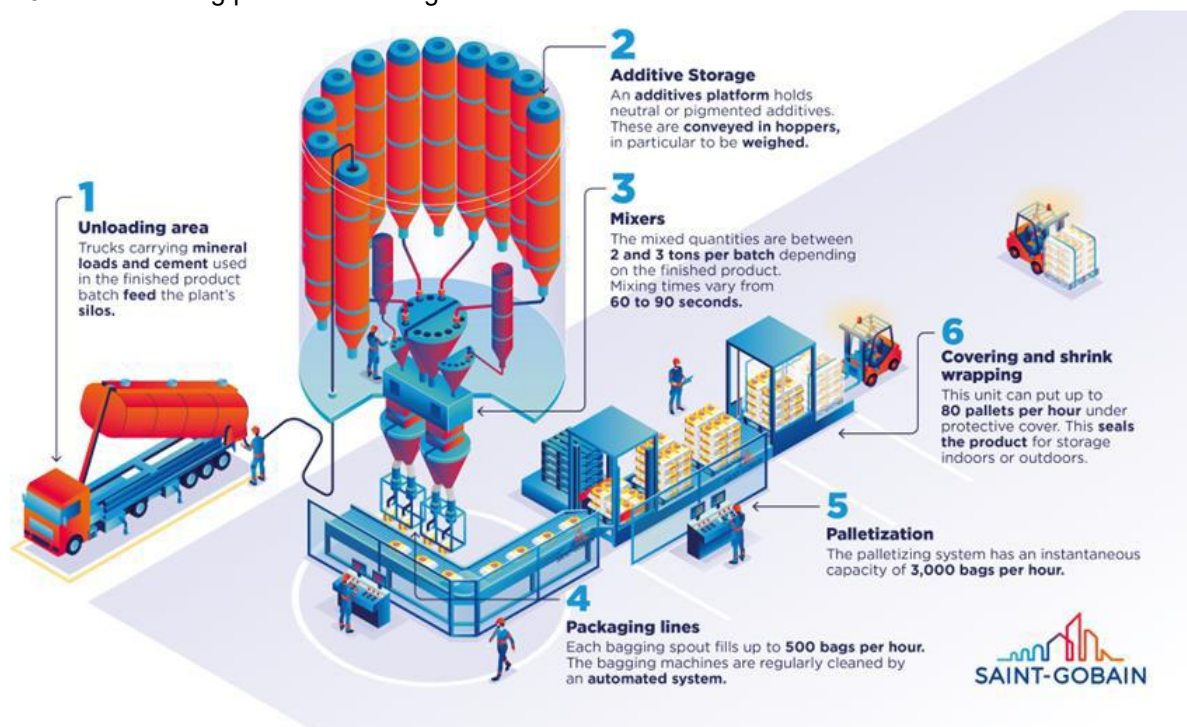 1
Unloading area
Trucks carrying mineral
loads and cement used
in the finished product
batch feed the plant's
silos.
2
Additive Storage
An additives platform holds
neutral or pigmented additives.
These are conveyed in hoppers,
in particular to be weighed.
3
Mixers
The mixed quantities are between
2 and 3 tons per batch depending
on the finished product.
Mixing times vary from
60 to 90 seconds.
4
Packaging lines
Each bagging spout fills up to 500 bags per hour.
The bagging machines are regularly cleaned by
an automated system.
5
Palletization
The palletizing system has an instantaneous
capacity of 3,000 bags per hour.
6
Covering and shrink
wrapping
This unit can put up to
80 pallets per hour under
protective cover. This seals
the product for storage
indoors or outdoors.
SAINT-GOBAIN